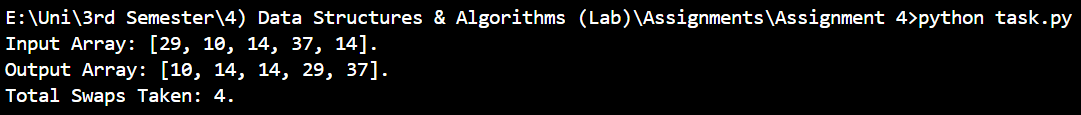 E:\Uni\3rd Semester\4) Data Structures & Algorithms (Lab)\Assignments\Assignment 4>python task.py
Input Array: [29, 10, 14, 37, 14].
Output Array: [10, 14, 14, 29, 37].
Total Swaps Taken: 4.